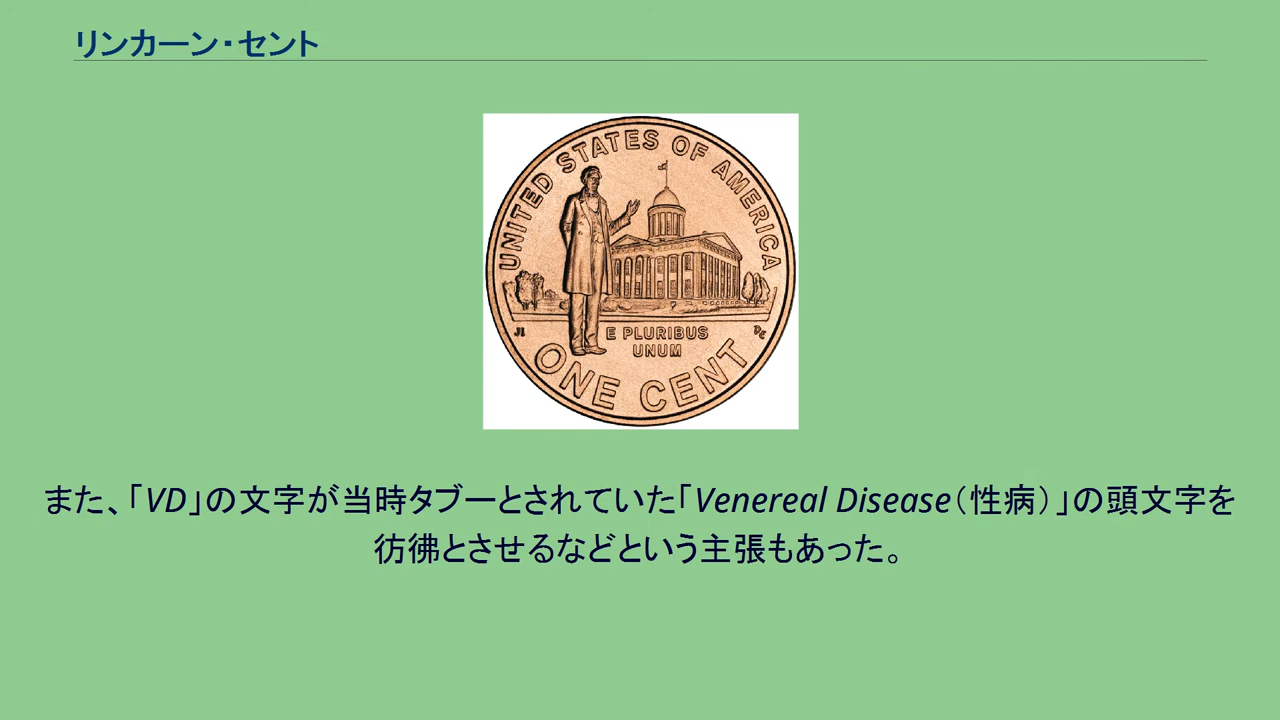 リンカーン・セント
UNITED STATES OF AMERICA
E PLURIBUS
UNUM
ONE CENT
また、「VD」の文字が当時タブーとされていた「Venereal Disease（性病）」の頭文字を
彷彿とさせるなどという主張もあった。